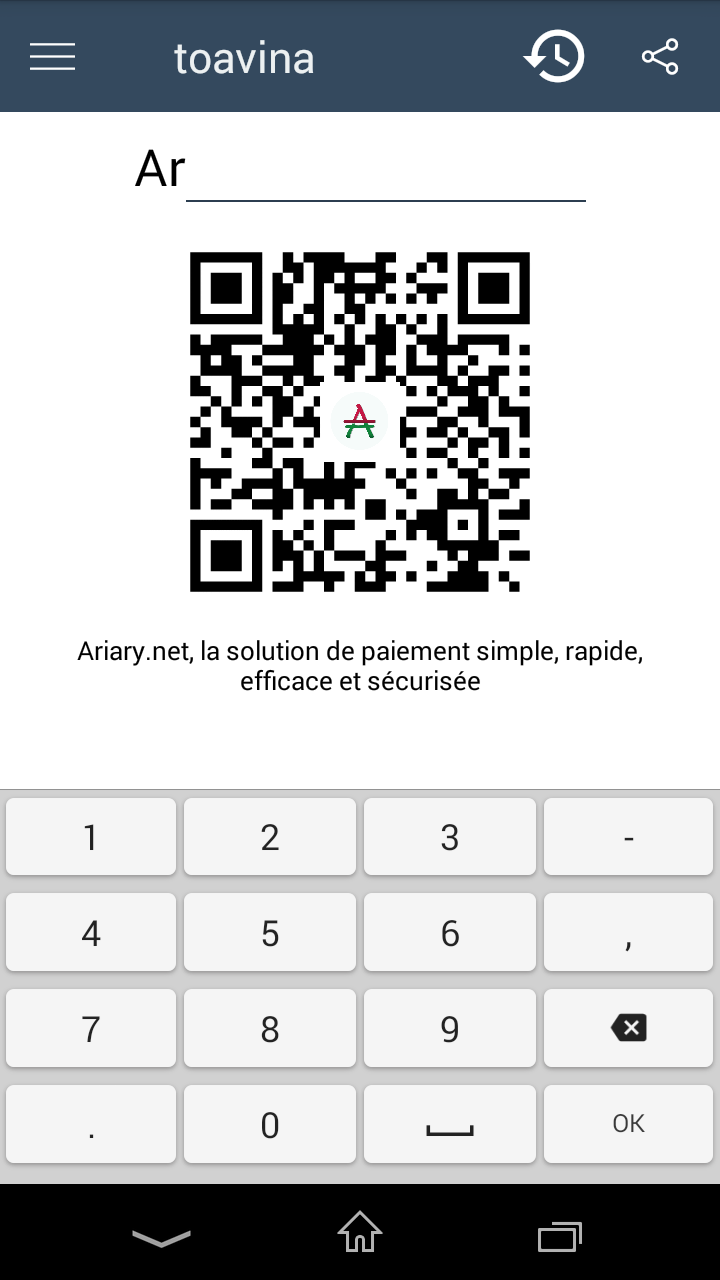 toavina
Ar
Ariary.net, la solution de paiement simple, rapide,
efficace et sécurisée
1 2 3 -
4 5 6 ,
7 8 9
. 0 OK